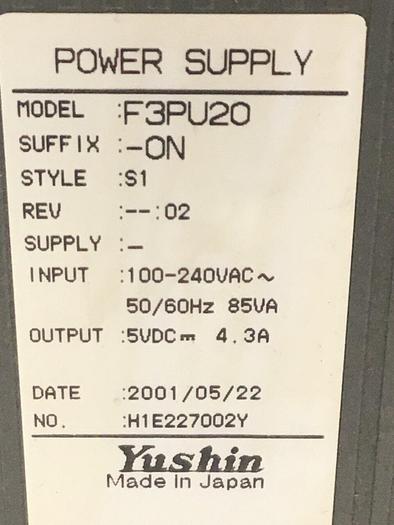 POWER SUPPLY
MODEL :F3PU20
SUFFIX :-ON
STYLE :S1
REV :--:02
SUPPLY :-
INPUT :100-240VAC~
50/60Hz 85VA
OUTPUT :5VDC⎓ 4.3A
DATE :2001/05/22
NO. :H1E227002Y
Yushin
Made In Japan